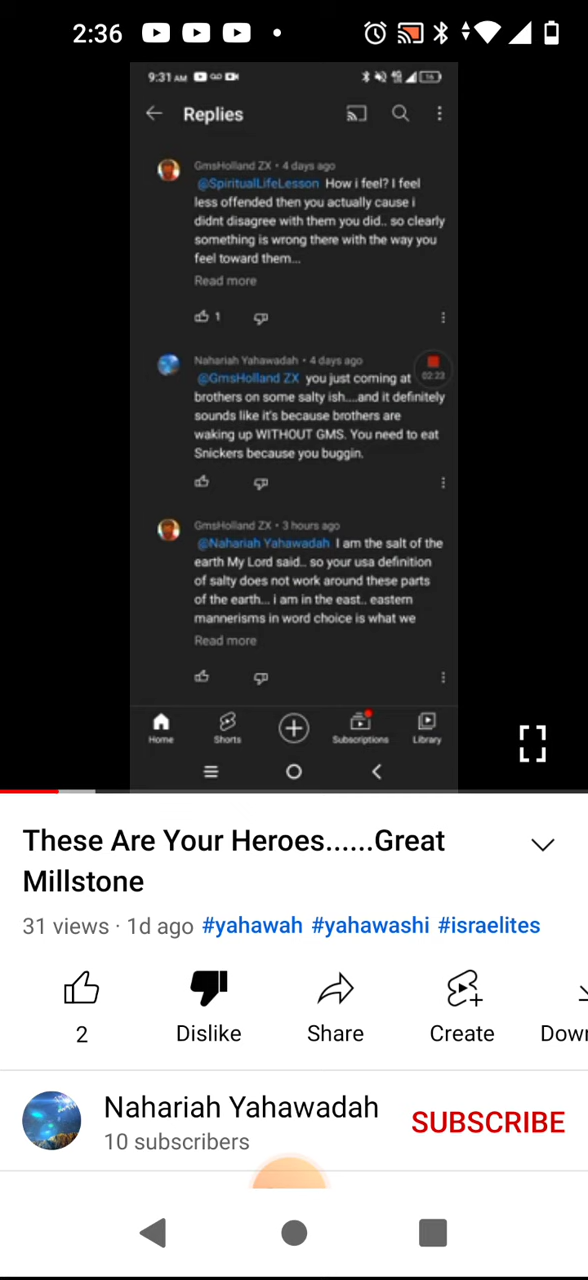 2:36
9:31 AM
16
Replies
GmsHolland ZX • 4 days ago
@SpiritualLifeLesson How i feel? I feel
less offended then you actually cause i
didnt disagree with them you did.. so clearly
something is wrong there with the way you
feel toward them...
Read more
1
Nahariah Yahawadah • 4 days ago
@GmsHolland ZX you just coming at
brothers on some salty ish....and it definitely
sounds like it's because brothers are
waking up WITHOUT GMS. You need to eat
Snickers because you buggin.
02:23
GmsHolland ZX • 3 hours ago
@Nahariah Yahawadah I am the salt of the
earth My Lord said.. so your usa definition
of salty does not work around these parts
of the earth... i am in the east.. eastern
mannerisms in word choice is what we
Read more
Home Shorts Subscriptions Library
These Are Your Heroes......Great
Millstone
31 views · 1d ago #yahawah #yahawashi #israelites
2 Dislike Share Create Down
Nahariah Yahawadah
10 subscribers
SUBSCRIBE